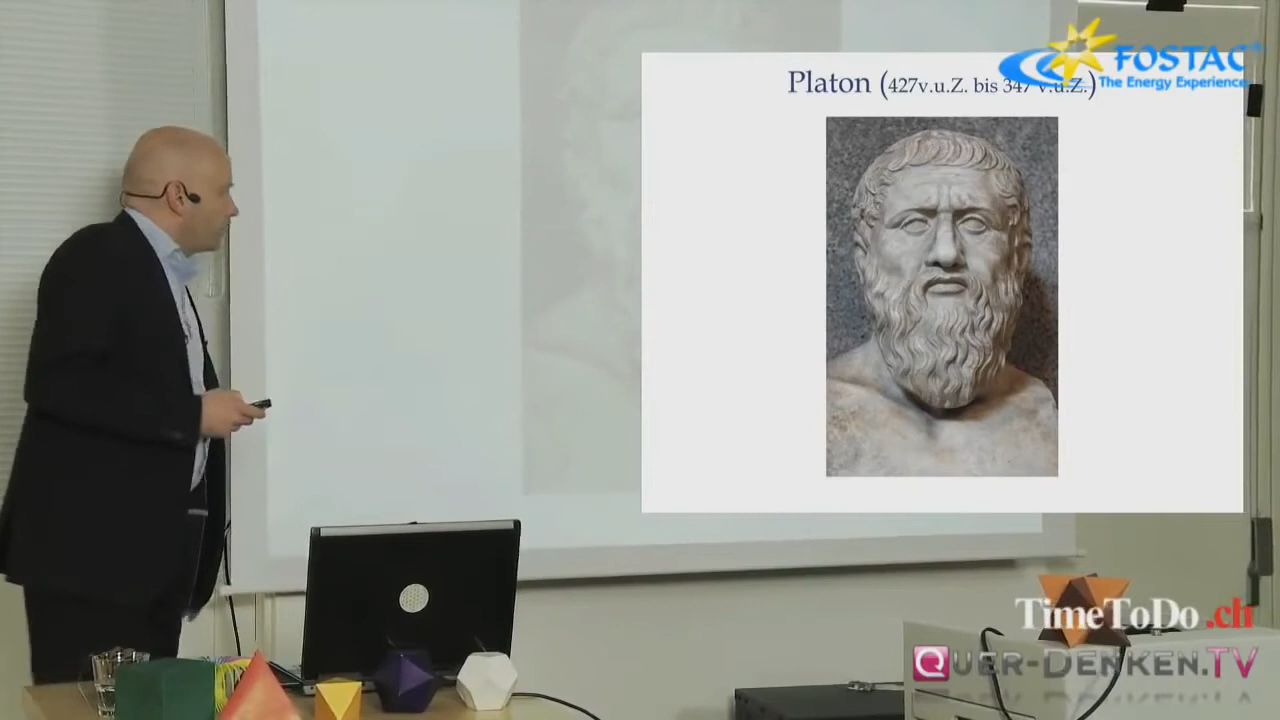 FOSTAC
The Energy Experience
Platon (427v.u.Z. bis 347 v.u.Z.)
TimeToDo.ch
QUER-DENKEN.TV